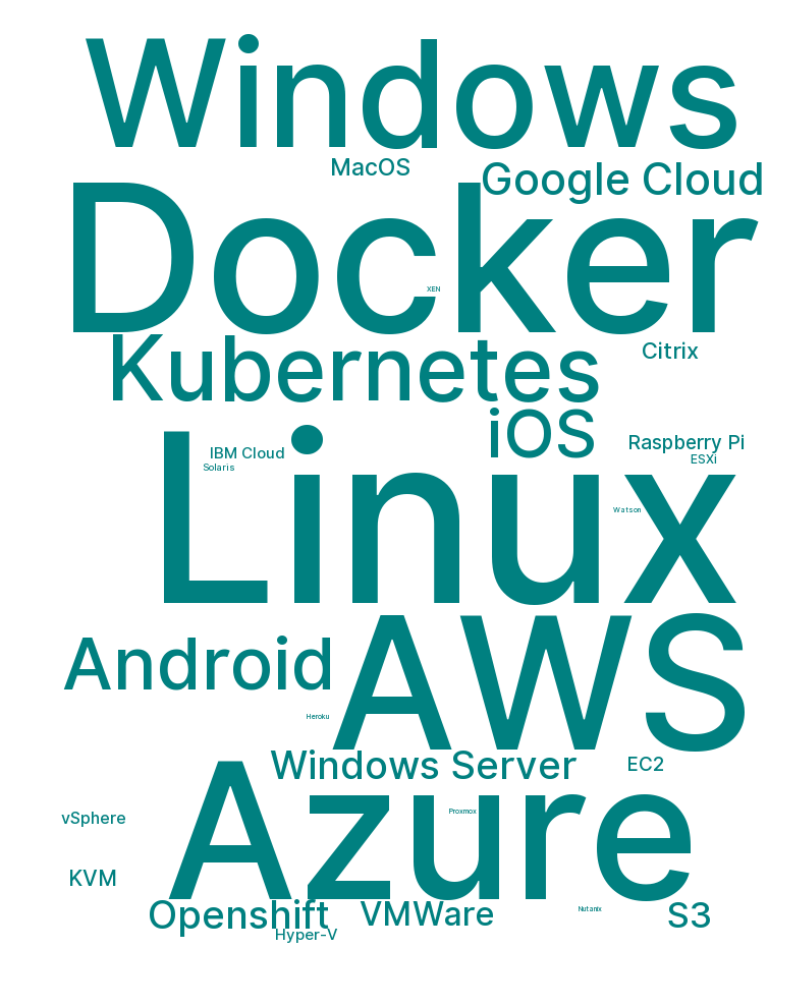 Windows
MacOS
Google Cloud
Docker
XEN
Kubernetes
Citrix
iOS
Raspberry Pi
IBM Cloud
ESXi
Solaris
Linux
Watson
Android
AWS
Heroku
Windows Server
EC2
Azure
Proxmox
vSphere
KVM
Openshift
VMWare
Nutanix
S3
Hyper-V